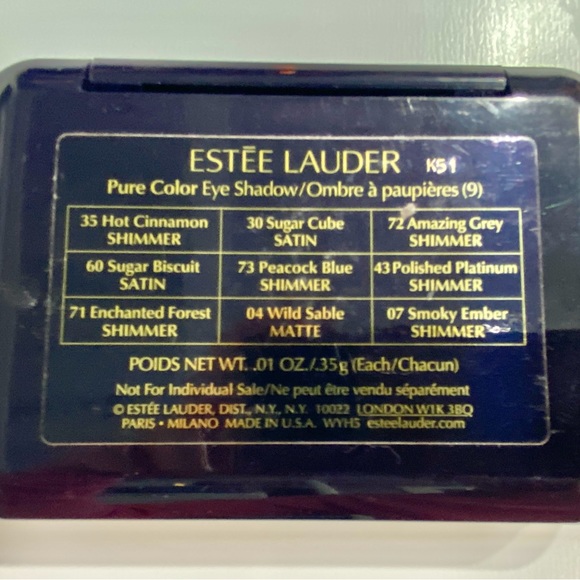 ESTĒE LAUDER K51
Pure Color Eye Shadow/Ombre à paupières (9)
35 Hot Cinnamon SHIMMER
30 Sugar Cube SATIN
72 Amazing Grey SHIMMER
60 Sugar Biscuit SATIN
73 Peacock Blue SHIMMER
43 Polished Platinum SHIMMER
71 Enchanted Forest SHIMMER
04 Wild Sable MATTE
07 Smoky Ember SHIMMER
POIDS NET WT. .01 OZ./.35g (Each/Chacun)
Not For Individual Sale/Ne peut être vendu séparément
© ESTÉE LAUDER, DIST., N.Y., N.Y. 10022 LONDON W1K 3BQ
PARIS • MILANO MADE IN U.S.A. WYH5 esteelauder.com